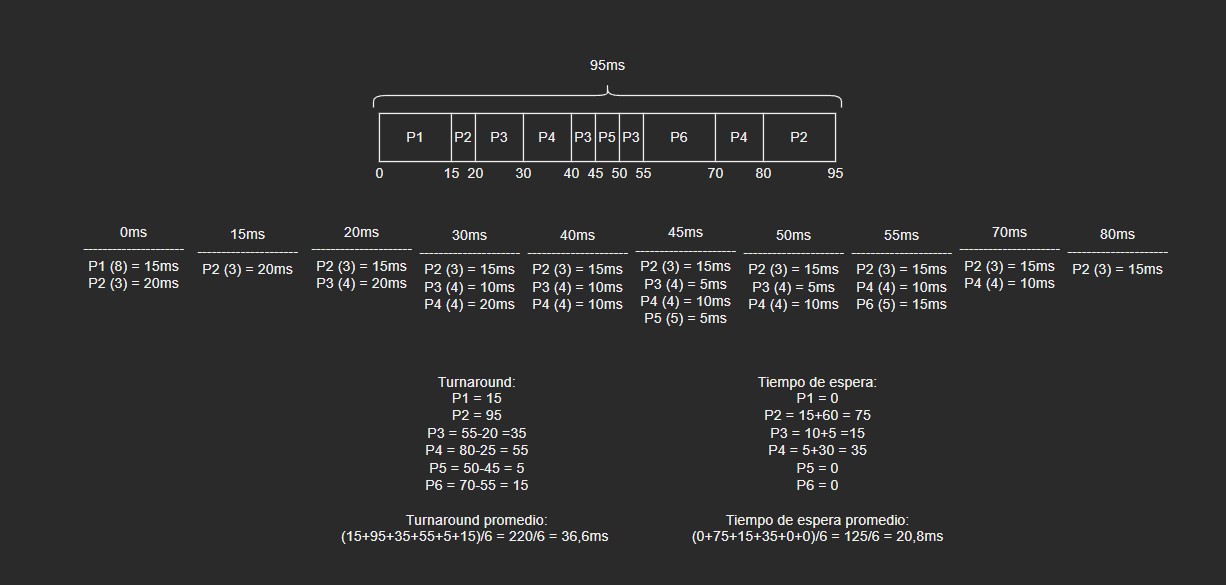 95ms
P1 P2 P3 P4 P3 P5 P3 P6 P4 P2
0 15 20 30 40 45 50 55 70 80 95
0ms
---------------------
P1 (8) = 15ms
P2 (3) = 20ms
15ms
---------------------
P2 (3) = 20ms
20ms
---------------------
P2 (3) = 15ms
P3 (4) = 20ms
30ms
---------------------
P2 (3) = 15ms
P3 (4) = 10ms
P4 (4) = 20ms
40ms
---------------------
P2 (3) = 15ms
P3 (4) = 10ms
P4 (4) = 10ms
45ms
---------------------
P2 (3) = 15ms
P3 (4) = 5ms
P4 (4) = 10ms
P5 (5) = 5ms
50ms
---------------------
P2 (3) = 15ms
P3 (4) = 5ms
P4 (4) = 10ms
55ms
---------------------
P2 (3) = 15ms
P4 (4) = 10ms
P6 (5) = 15ms
70ms
---------------------
P2 (3) = 15ms
P4 (4) = 10ms
80ms
---------------------
P2 (3) = 15ms
Turnaround:
P1 = 15
P2 = 95
P3 = 55-20 =35
P4 = 80-25 = 55
P5 = 50-45 = 5
P6 = 70-55 = 15
Turnaround promedio:
(15+95+35+55+5+15)/6 = 220/6 = 36,6ms
Tiempo de espera:
P1 = 0
P2 = 15+60 = 75
P3 = 10+5 =15
P4 = 5+30 = 35
P5 = 0
P6 = 0
Tiempo de espera promedio:
(0+75+15+35+0+0)/6 = 125/6 = 20,8ms